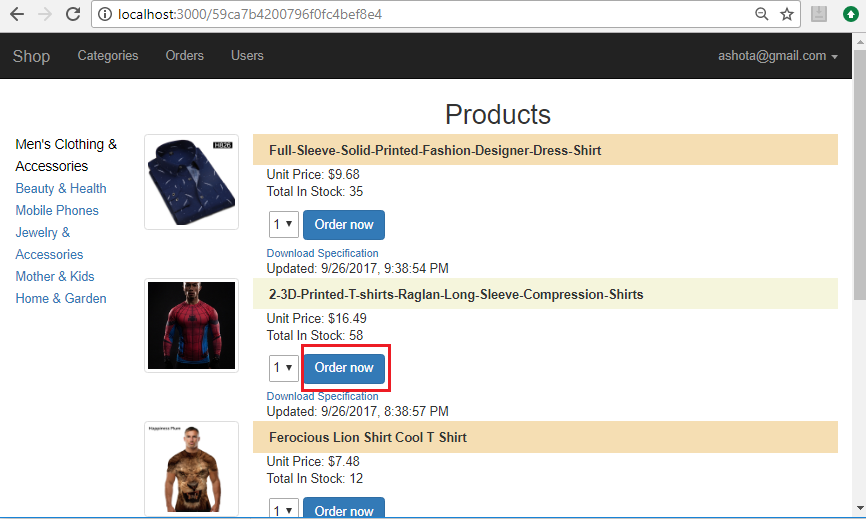 localhost:3000/59ca7b4200796f0fc4bef8e4
Shop Categories Orders Users ashota@gmail.com
Products
Men's Clothing &
Accessories
Beauty & Health
Mobile Phones
Jewelry &
Accessories
Mother & Kids
Home & Garden
H826
Full-Sleeve-Solid-Printed-Fashion-Designer-Dress-Shirt
Unit Price: $9.68
Total In Stock: 35
1 Order now
Download Specification
Updated: 9/26/2017, 9:38:54 PM
2-3D-Printed-T-shirts-Raglan-Long-Sleeve-Compression-Shirts
Unit Price: $16.49
Total In Stock: 58
1 Order now
Download Specification
Updated: 9/26/2017, 8:38:57 PM
Happiness Plum
Ferocious Lion Shirt Cool T Shirt
Unit Price: $7.48
Total In Stock: 12
1 Order now